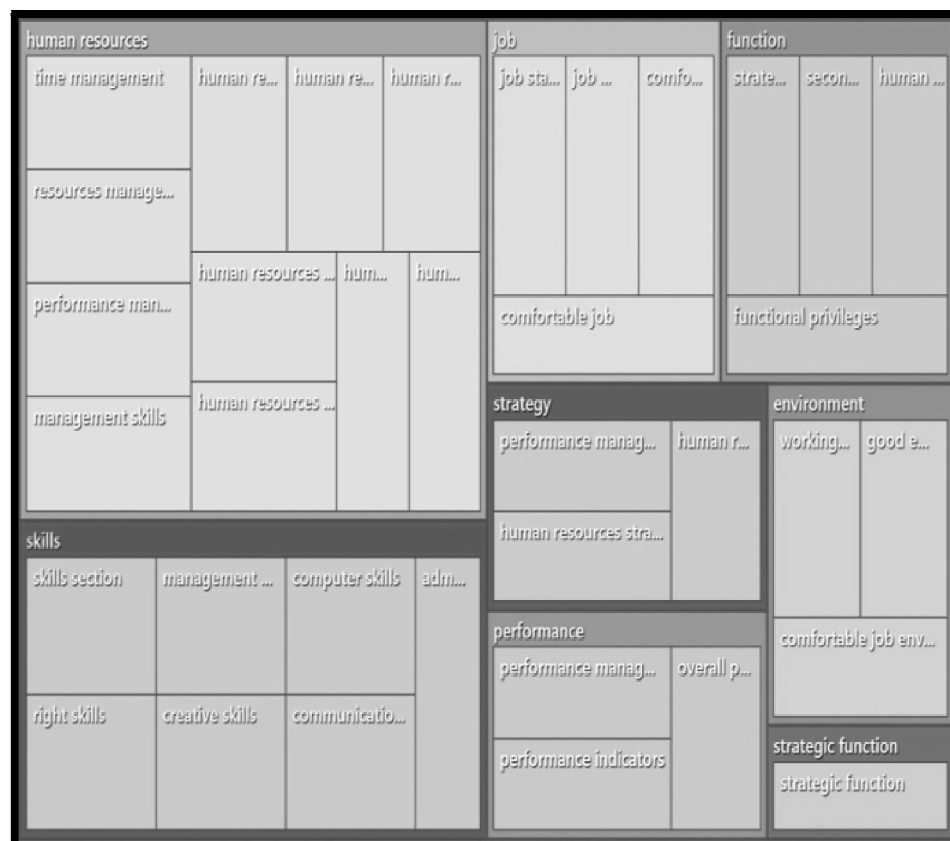 human resources
time management
human re...
human re...
human r...
resources manage...
performance man...
management skills
human resources ...
hum...
hum...
human resources ...
job
job sta...
job ...
comfo...
comfortable job
function
strate...
secon...
human ...
functional privileges
strategy
performance manag...
human r...
human resources stra...
environment
working...
good e...
comfortable job env...
skills
skills section
management ...
computer skills
adm...
right skills
creative skills
communicatio...
performance
performance manag...
overall p...
performance indicators
strategic function
strategic function